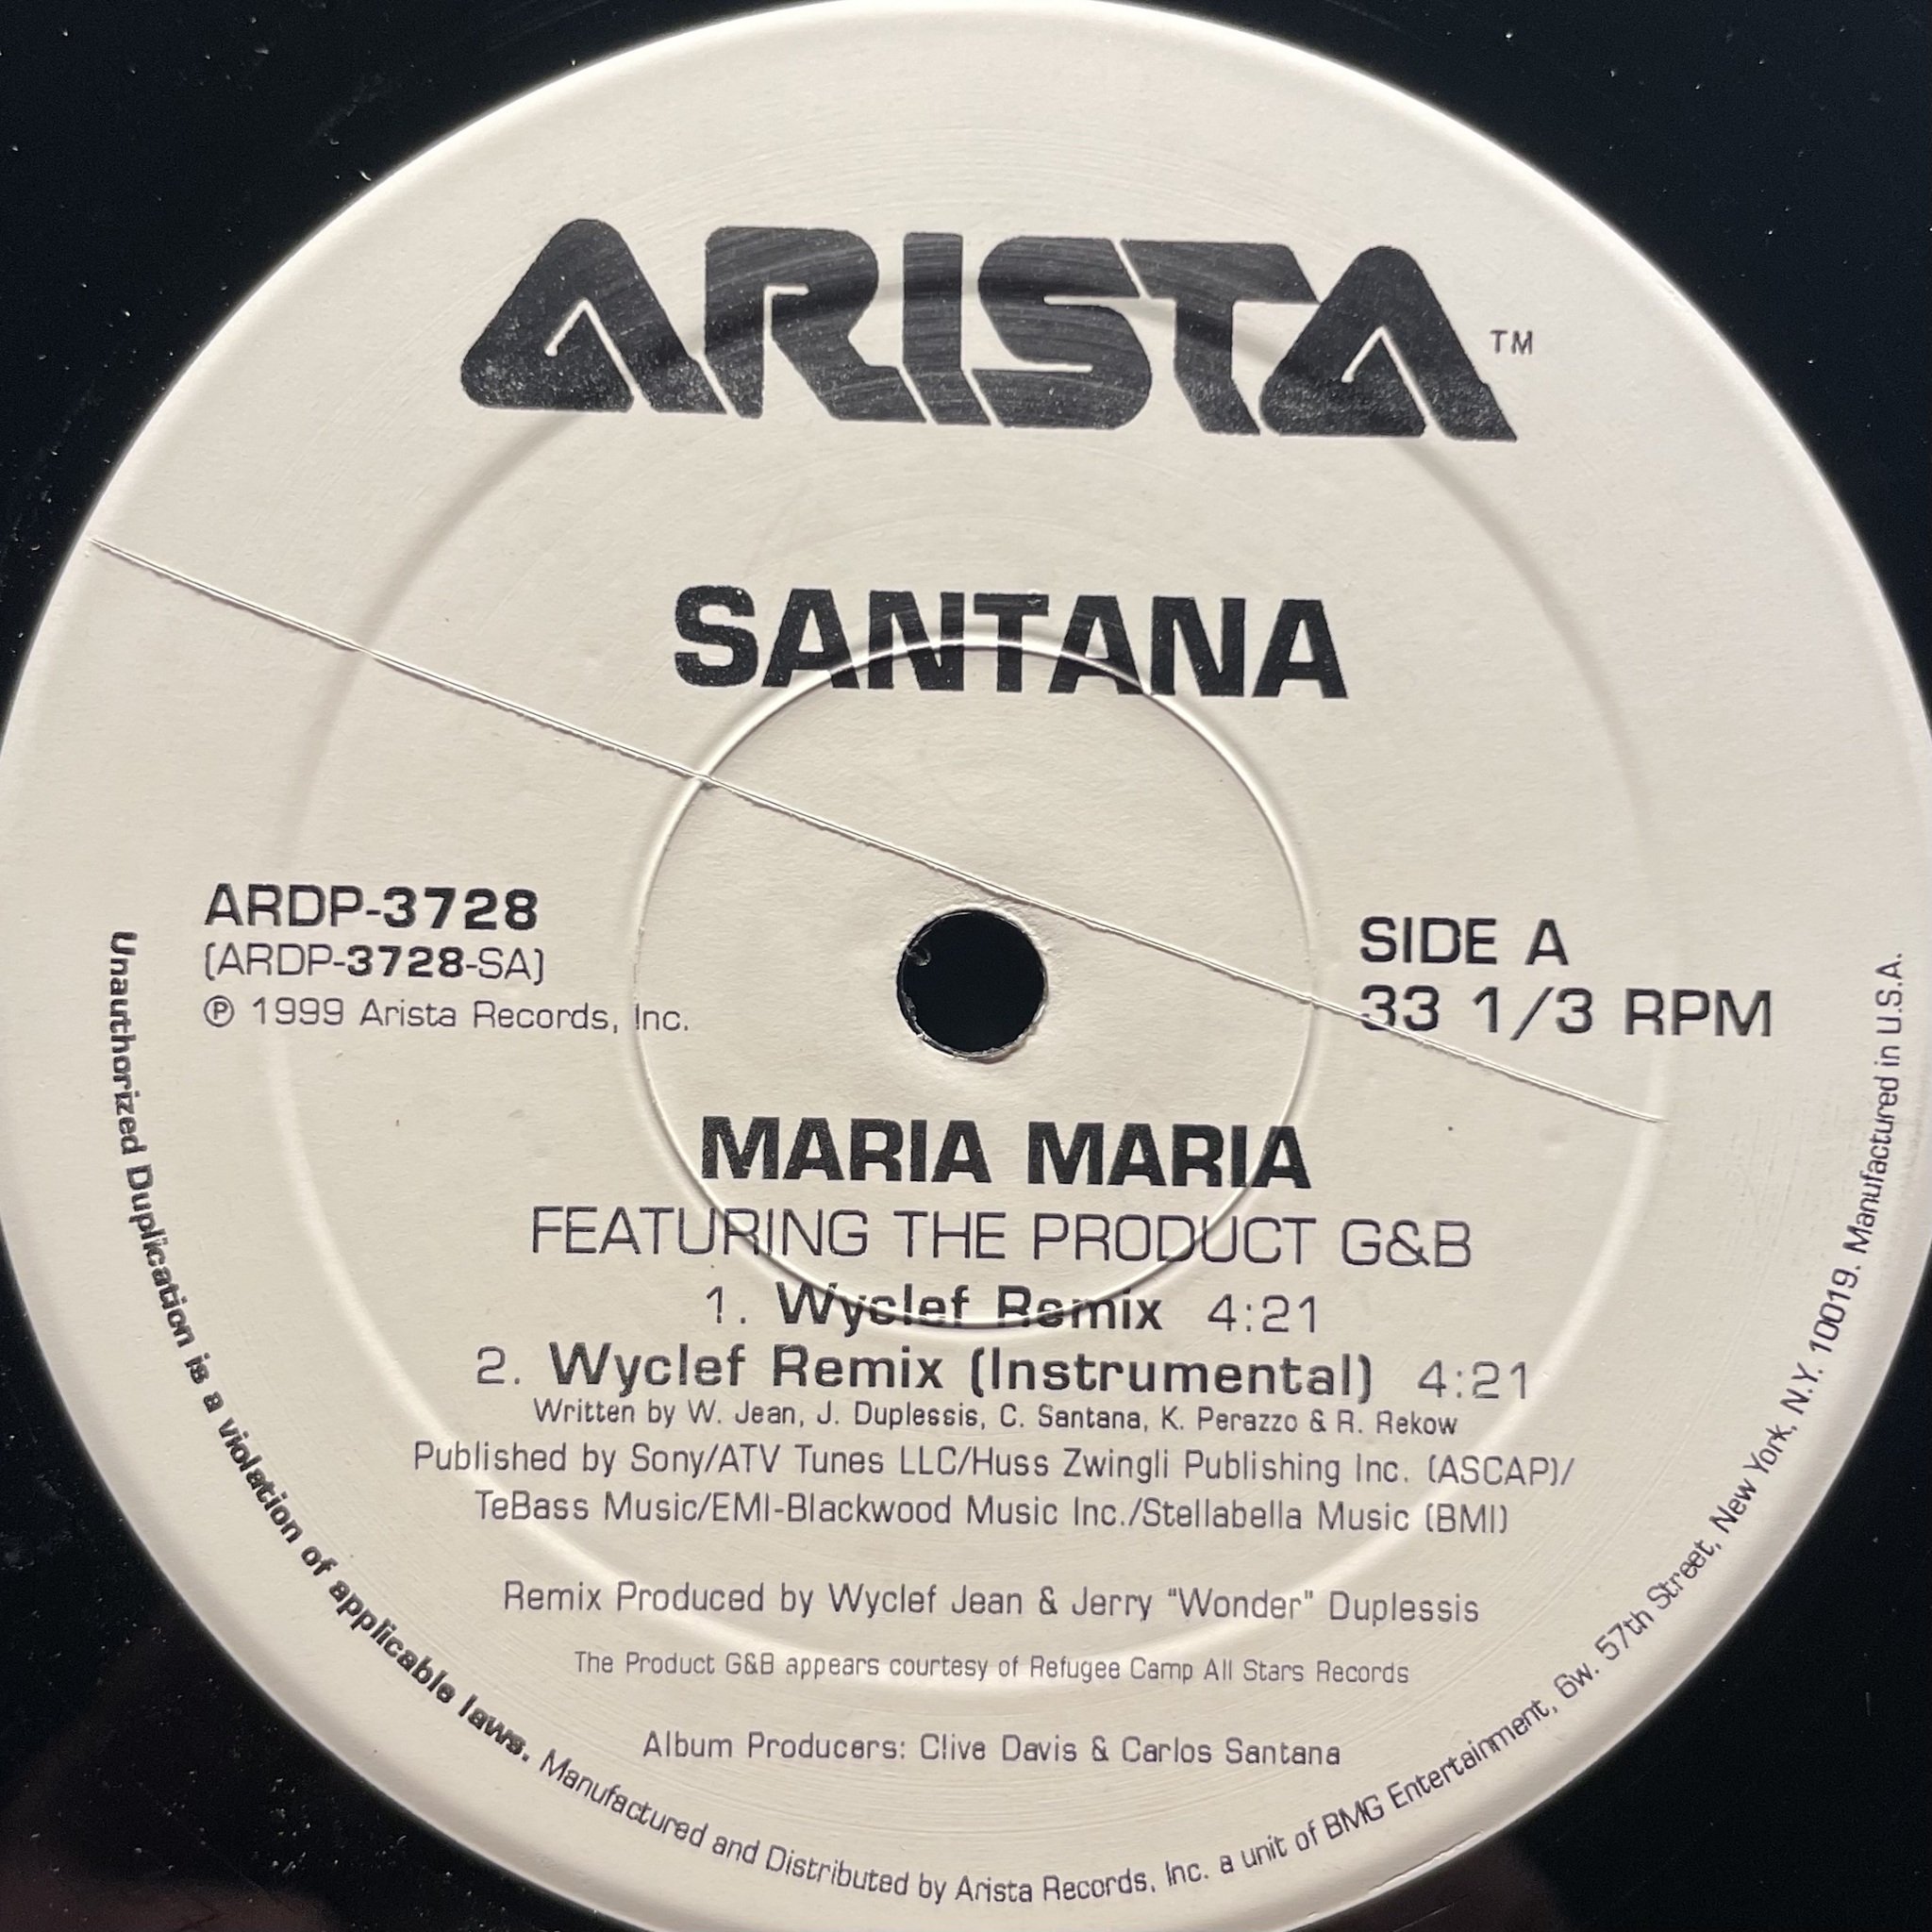 ARISTA™
SANTANA
ARDP-3728
(ARDP-3728-SA)
℗ 1999 Arista Records, Inc.
SIDE A
33 1/3 RPM
MARIA MARIA
FEATURING THE PRODUCT G&B
1. Wyclef Remix 4:21
2. Wyclef Remix (Instrumental) 4:21
Written by W. Jean, J. Duplessis, C. Santana, K. Perazzo & R. Rekow
Published by Sony/ATV Tunes LLC/Huss Zwingli Publishing Inc. (ASCAP)/
TeBass Music/EMI-Blackwood Music Inc./Stellabella Music (BMI)
Remix Produced by Wyclef Jean & Jerry "Wonder" Duplessis
The Product G&B appears courtesy of Refugee Camp All Stars Records
Album Producers: Clive Davis & Carlos Santana
Unauthorized Duplication is a violation of applicable laws. Manufactured and Distributed by Arista Records, Inc. a unit of BMG Entertainment, 6w. 57th Street, New York, N.Y. 10019. Manufactured in U.S.A.